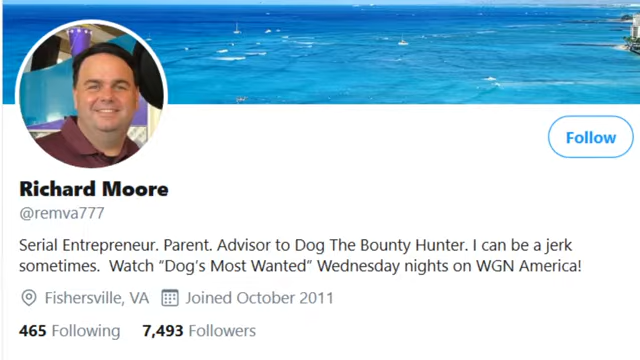 Follow
Richard Moore
@remva777
Serial Entrepreneur. Parent. Advisor to Dog The Bounty Hunter. I can be a jerk
sometimes.  Watch “Dog's Most Wanted” Wednesday nights on WGN America!
Fishersville, VA Joined October 2011
465 Following 7,493 Followers